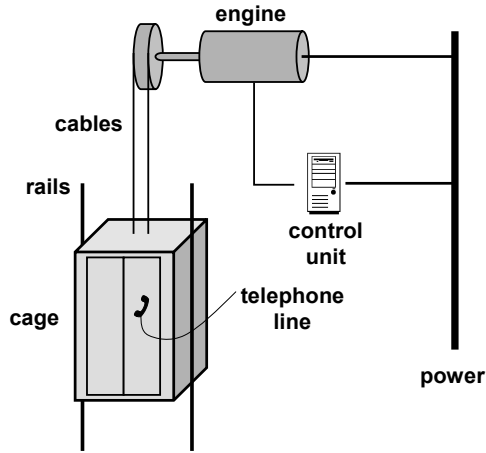 engine
cables
rails
control
unit
cage
telephone
line
power